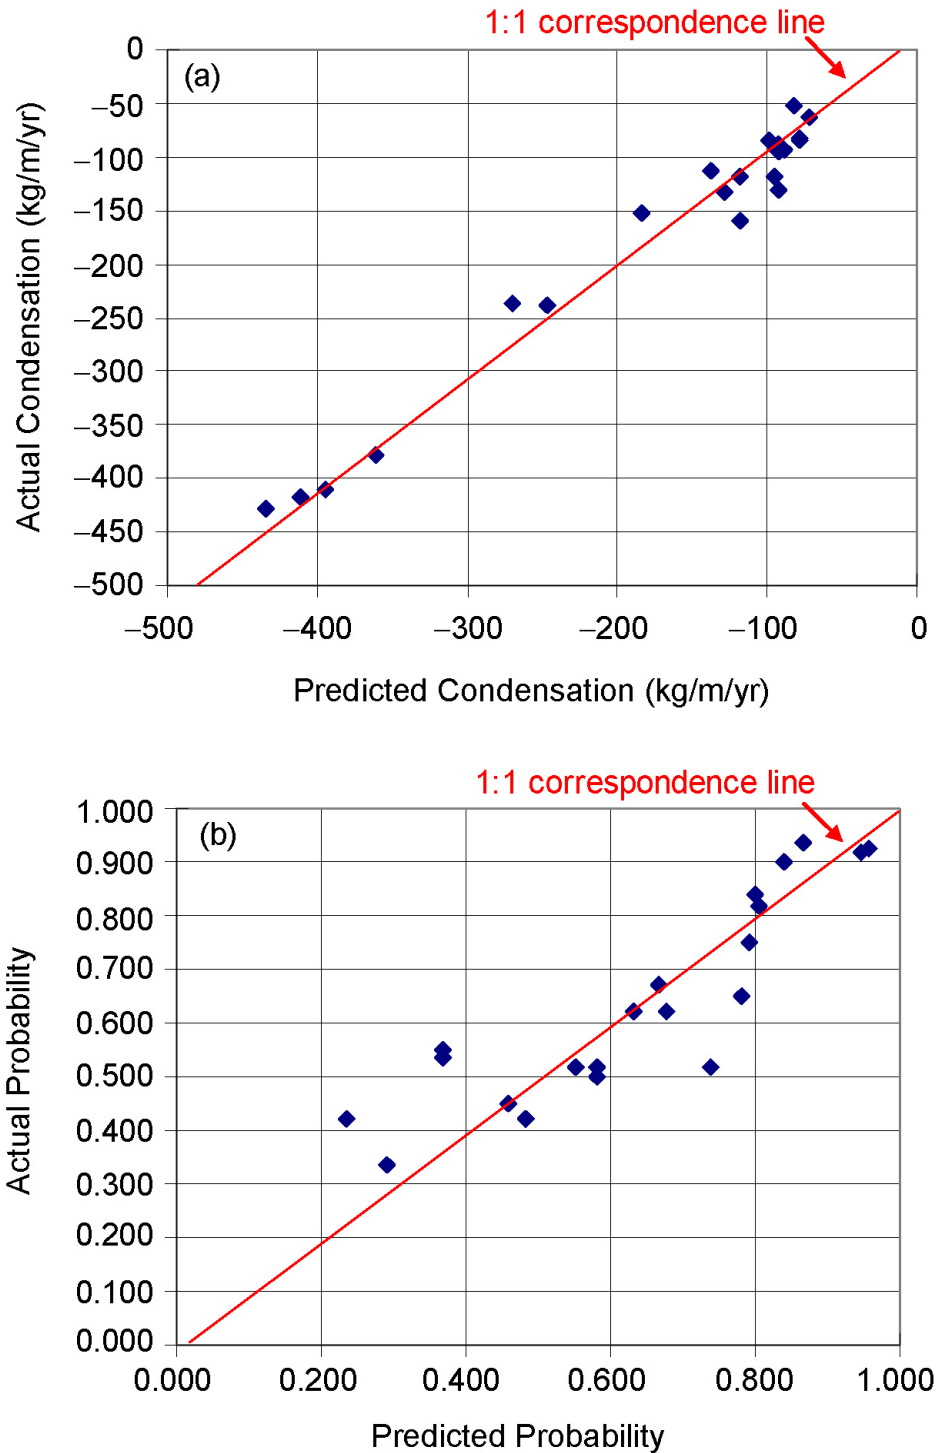 1:1 correspondence line
(a)
Actual Condensation (kg/m/yr)
0
–50
–100
–150
–200
–250
–300
–350
–400
–450
–500
–500 –400 –300 –200 –100 0
Predicted Condensation (kg/m/yr)
1:1 correspondence line
(b)
Actual Probability
1.000
0.900
0.800
0.700
0.600
0.500
0.400
0.300
0.200
0.100
0.000
0.000 0.200 0.400 0.600 0.800 1.000
Predicted Probability